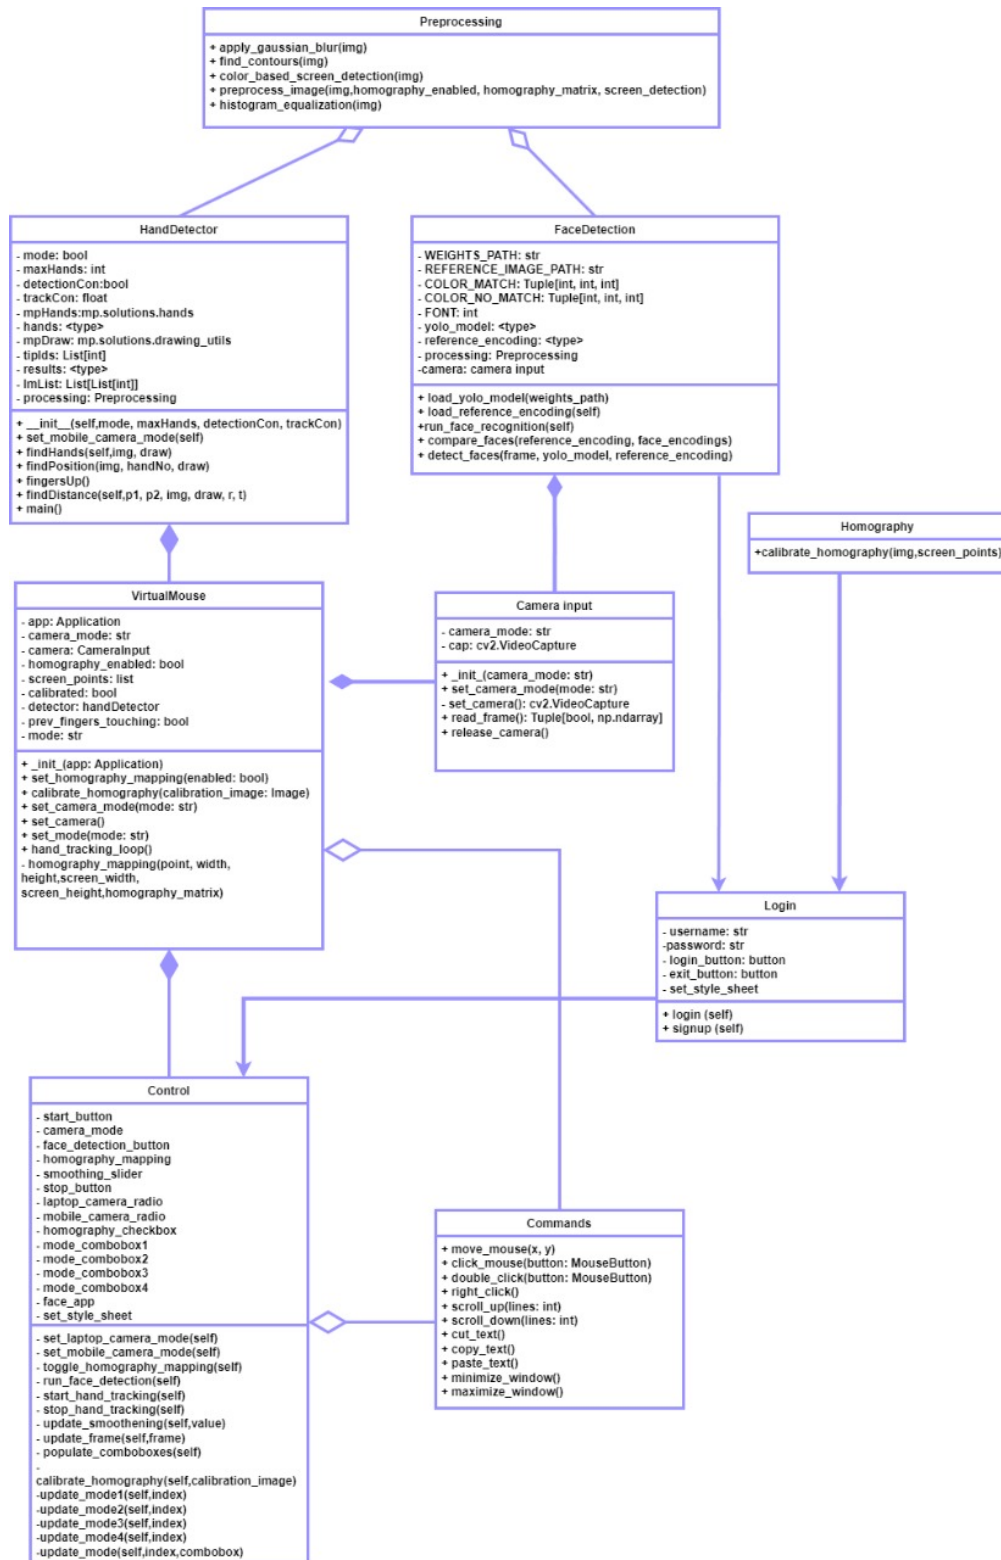 Preprocessing
+ apply_gaussian_blur(img)
+ find_contours(img)
+ color_based_screen_detection(img)
+ preprocess_image(img,homography_enabled, homography_matrix, screen_detection)
+ histogram_equalization(img)
HandDetector
- mode: bool
- maxHands: int
- detectionCon:bool
- trackCon: float
- mpHands:mp.solutions.hands
- hands: <type>
- mpDraw: mp.solutions.drawing_utils
- tipIds: List[int]
- results: <type>
- lmList: List[List[int]]
- processing: Preprocessing
+ __init__(self,mode, maxHands, detectionCon, trackCon)
+ set_mobile_camera_mode(self)
+ findHands(self,img, draw)
+ findPosition(img, handNo, draw)
+ fingersUp()
+ findDistance(self,p1, p2, img, draw, r, t)
+ main()
FaceDetection
- WEIGHTS_PATH: str
- REFERENCE_IMAGE_PATH: str
- COLOR_MATCH: Tuple[int, int, int]
- COLOR_NO_MATCH: Tuple[int, int, int]
- FONT: int
- yolo_model: <type>
- reference_encoding: <type>
- processing: Preprocessing
-camera: camera input
+ load_yolo_model(weights_path)
+ load_reference_encoding(self)
+run_face_recognition(self)
+ compare_faces(reference_encoding, face_encodings)
+ detect_faces(frame, yolo_model, reference_encoding)
Homography
+calibrate_homography(img,screen_points)
VirtualMouse
- app: Application
- camera_mode: str
- camera: CameraInput
- homography_enabled: bool
- screen_points: list
- calibrated: bool
- detector: handDetector
- prev_fingers_touching: bool
- mode: str
+ _init_(app: Application)
+ set_homography_mapping(enabled: bool)
+ calibrate_homography(calibration_image: Image)
+ set_camera_mode(mode: str)
+ set_camera()
+ set_mode(mode: str)
+ hand_tracking_loop()
- homography_mapping(point, width,
height,screen_width,
screen_height,homography_matrix)
Camera input
- camera_mode: str
- cap: cv2.VideoCapture
+ _init_(camera_mode: str)
+ set_camera_mode(mode: str)
- set_camera(): cv2.VideoCapture
+ read_frame(): Tuple[bool, np.ndarray]
+ release_camera()
Login
- username: str
-password: str
- login_button: button
- exit_button: button
- set_style_sheet
+ login (self)
+ signup (self)
Control
- start_button
- camera_mode
- face_detection_button
- homography_mapping
- smoothing_slider
- stop_button
- laptop_camera_radio
- mobile_camera_radio
- homography_checkbox
- mode_combobox1
- mode_combobox2
- mode_combobox3
- mode_combobox4
- face_app
- set_style_sheet
- set_laptop_camera_mode(self)
- set_mobile_camera_mode(self)
- toggle_homography_mapping(self)
- run_face_detection(self)
- start_hand_tracking(self)
- stop_hand_tracking(self)
- update_smoothening(self,value)
- update_frame(self,frame)
- populate_comboboxes(self)
-
calibrate_homography(self,calibration_image)
-update_mode1(self,index)
-update_mode2(self,index)
-update_mode3(self,index)
-update_mode4(self,index)
-update_mode(self,index,combobox)
Commands
+ move_mouse(x, y)
+ click_mouse(button: MouseButton)
+ double_click(button: MouseButton)
+ right_click()
+ scroll_up(lines: int)
+ scroll_down(lines: int)
+ cut_text()
+ copy_text()
+ paste_text()
+ minimize_window()
+ maximize_window()